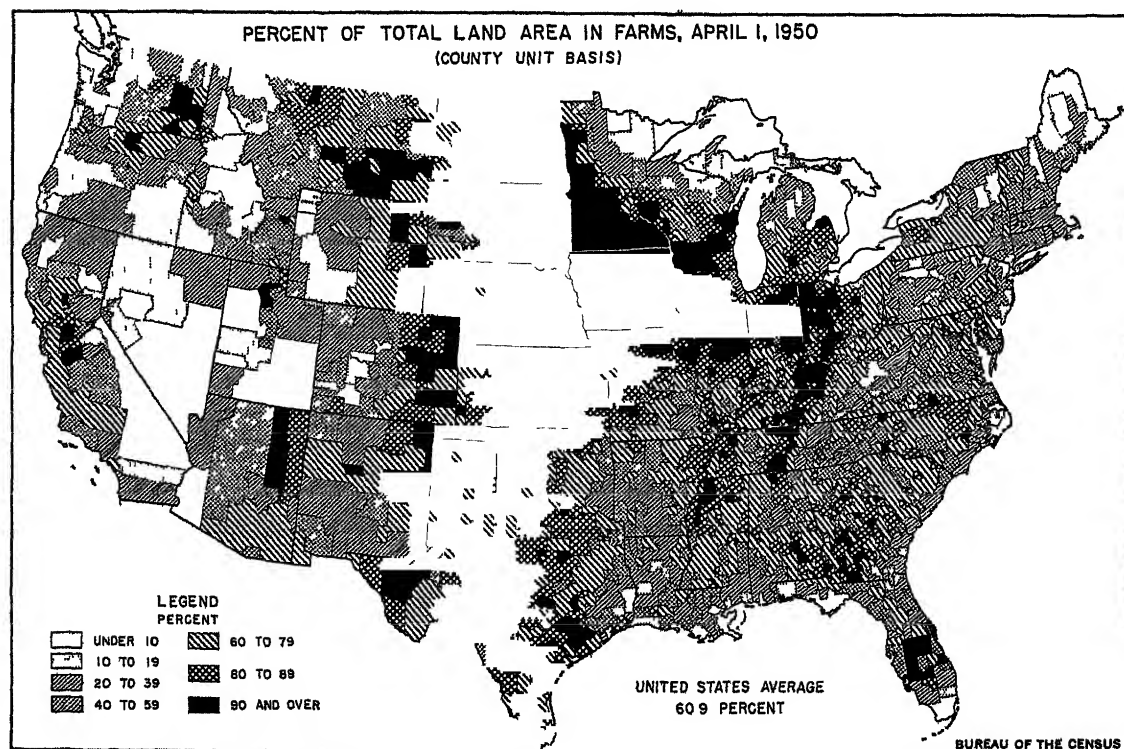 PERCENT OF TOTAL LAND AREA IN FARMS, APRIL 1, 1950
(COUNTY UNIT BASIS)
LEGEND
PERCENT
UNDER 10
10 TO 19
20 TO 39
40 TO 59
60 TO 79
80 TO 89
90 AND OVER
UNITED STATES AVERAGE
60 9 PERCENT
BUREAU OF THE CENSUS